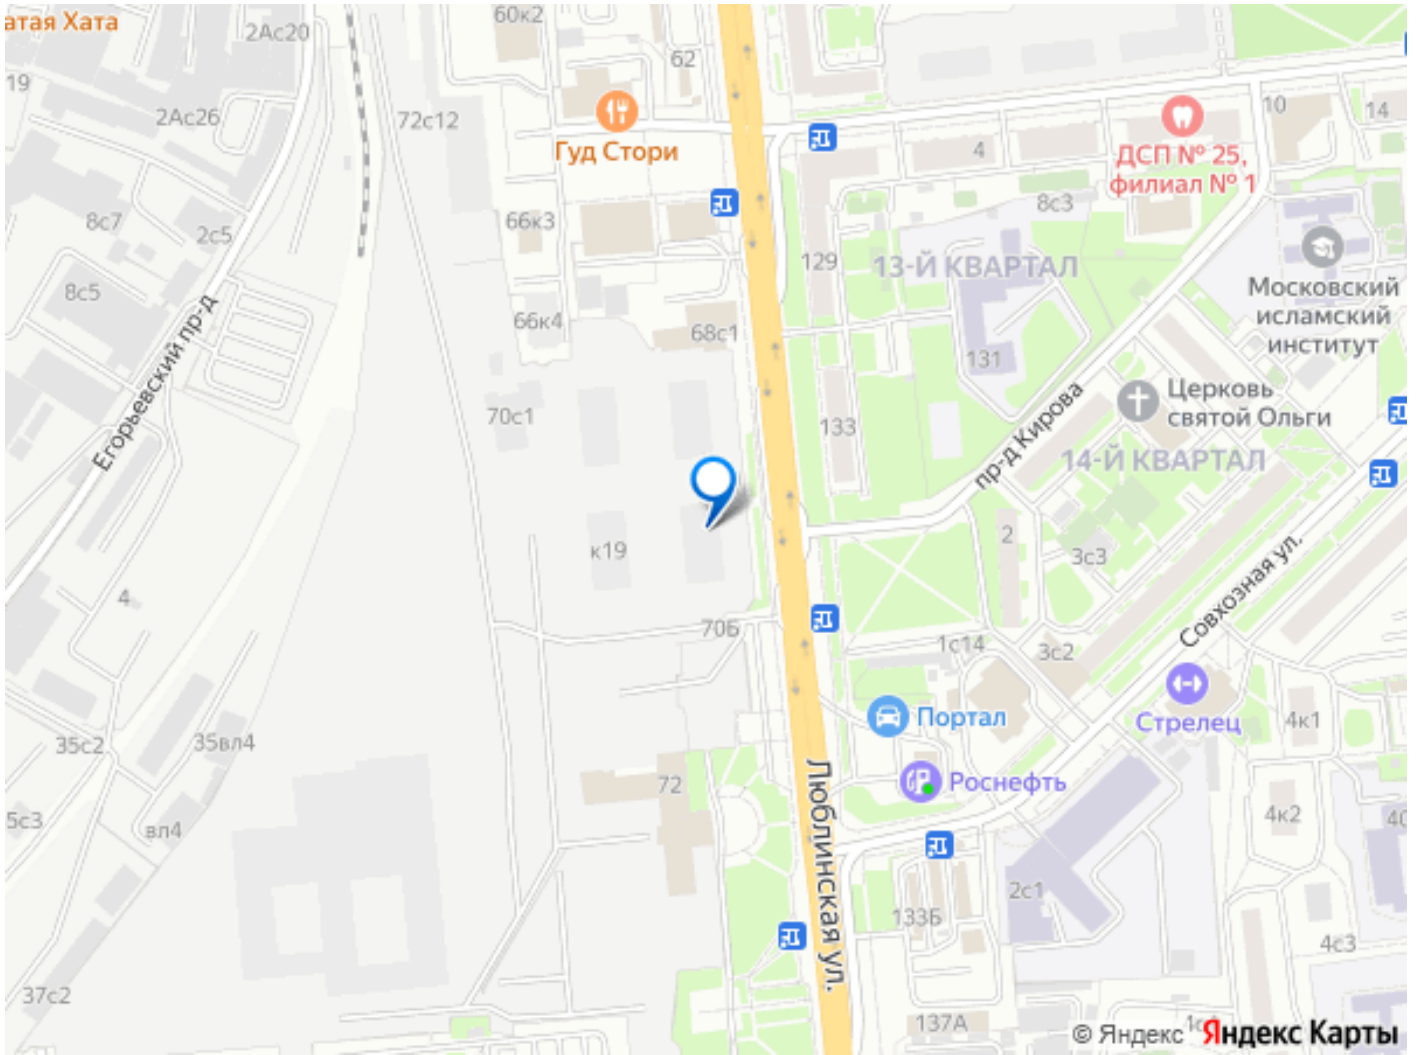 атая Хата
60к2
2Ас20
62
19
2Ас26
72с12
Гуд Стори
10
14
4
ДСП № 25,
филиал № 1
8с3
66к3
8с7
2с5
129
13-Й КВАРТАЛ
Московский
исламский
институт
8с5
66к4
68с1
131
Егорьевский пр-д
70с1
133
пр-д Кирова
Церковь
святой Ольги
14-Й КВАРТАЛ
к19
2
3с3
Совхозная ул.
4
70Б
1с14
3с2
Портал
Стрелец
4к1
35с2
35вл4
72
Роснефть
5с3
вл4
4к2
40
Люблинская ул.
2с1
133Б
4с3
37с2
137А
© Яндекс
Яндекс Карты